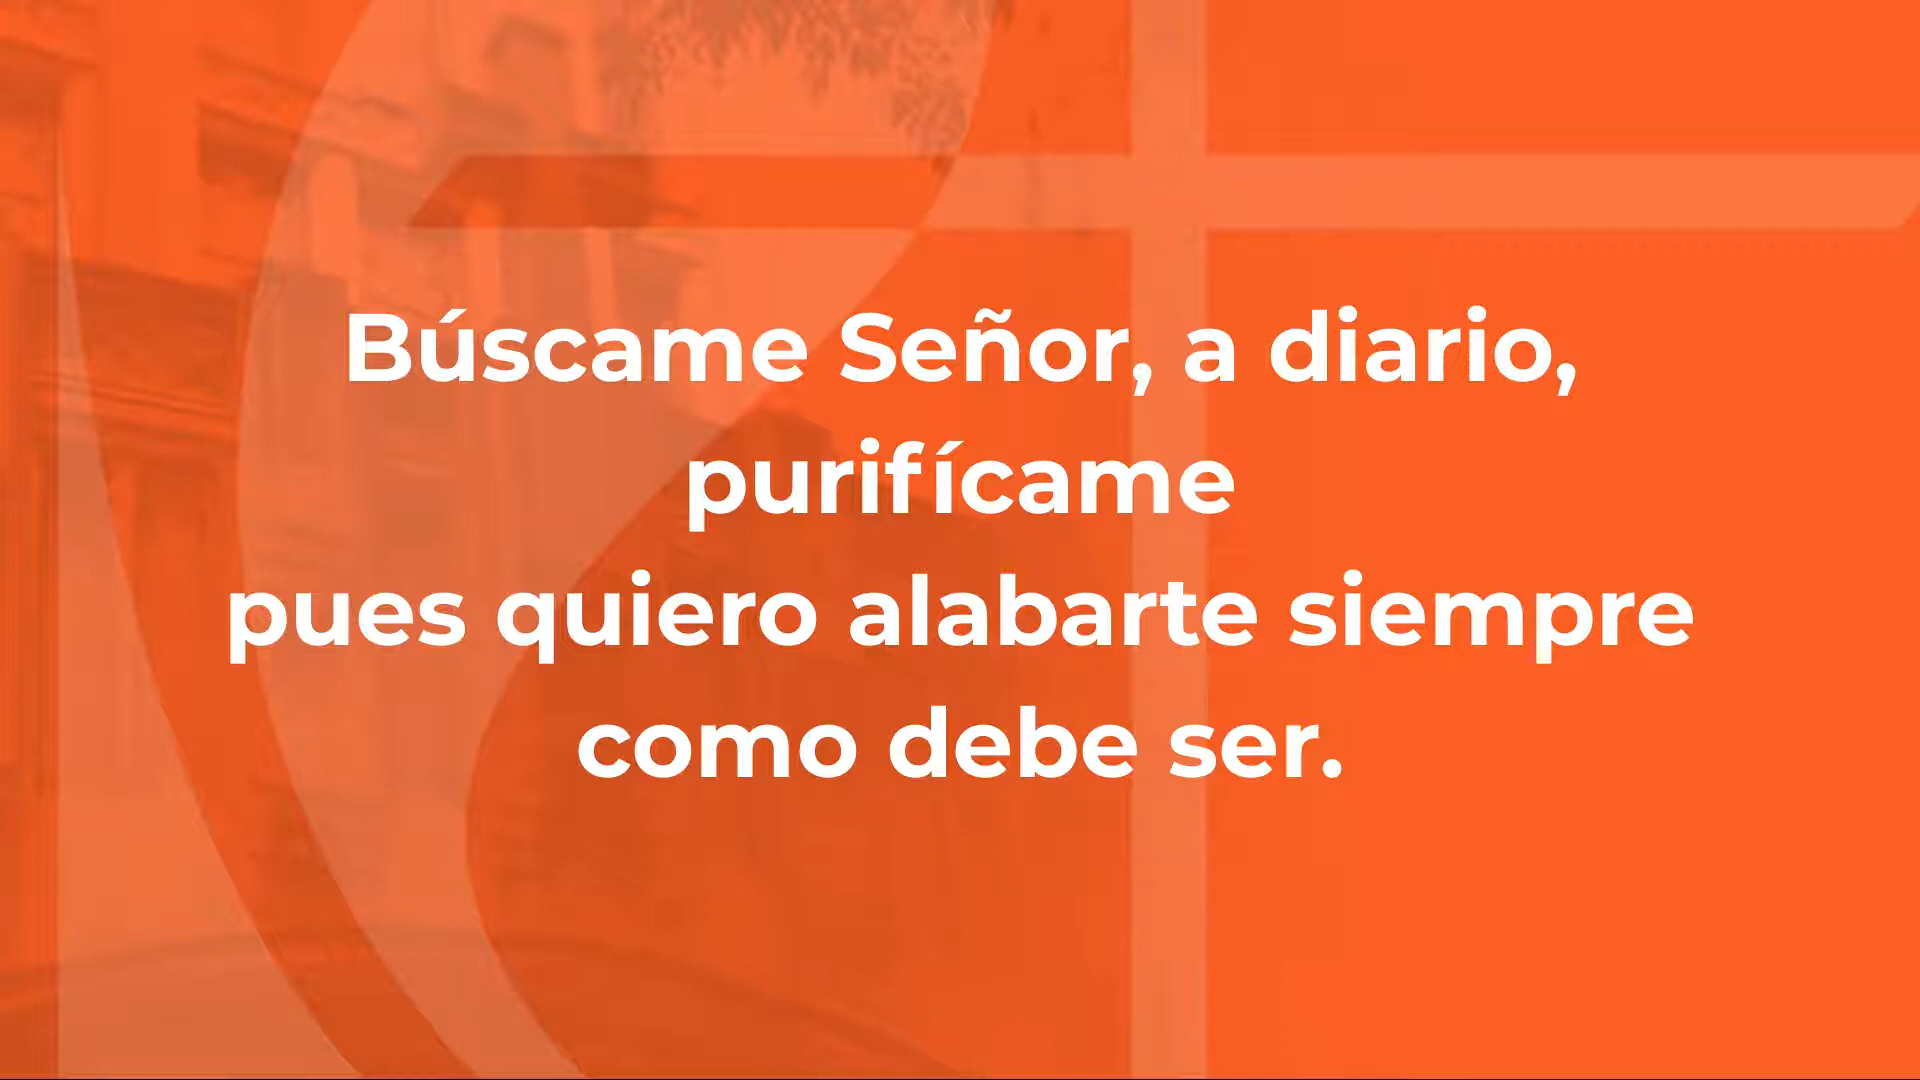 Búscame Señor, a diario,
purifícame
pues quiero alabarte siempre
como debe ser.